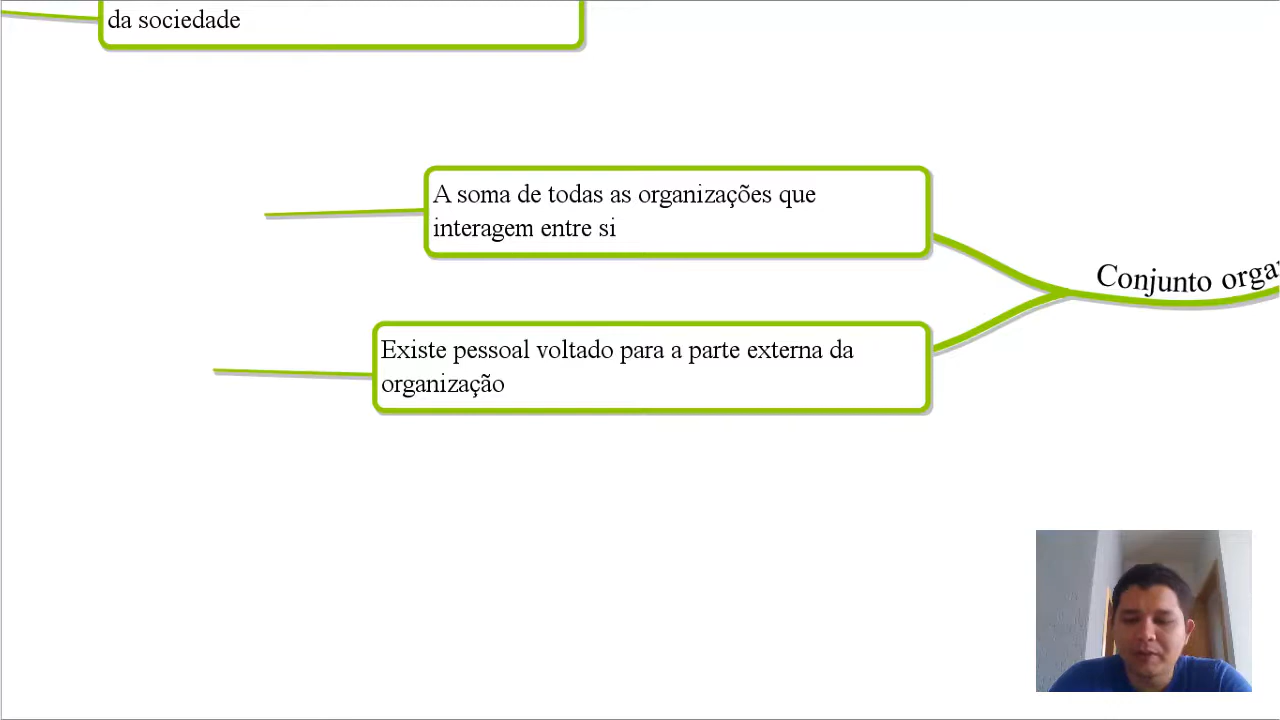 da sociedade
A soma de todas as organizações que
interagem entre si
Conjunto orga
Existe pessoal voltado para a parte externa da
organização